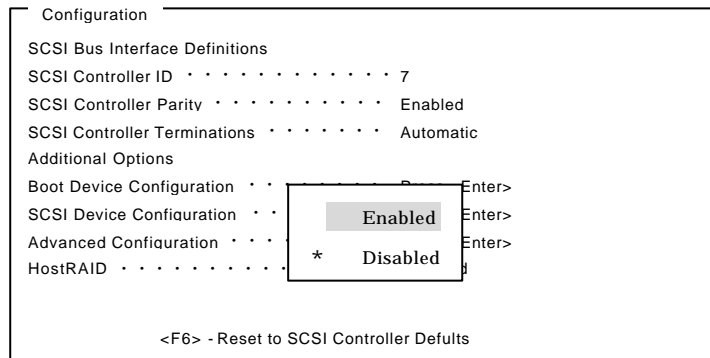 Configuration
SCSI Bus Interface Definitions
SCSI Controller ID ・・・・・・・・・・・・・ 7
SCSI Controller Parity ・・・・・・・・・・ Enabled
SCSI Controller Terminations ・・・・・・・ Automatic
Additional Options
Boot Device Configuration ・・・・・・・・ Enter>
SCSI Device Configuration ・・ Enter>
Advanced Configuration ・・・・ Enter>
HostRAID ・・・・・・・・・・
Enabled
* Disabled
<F6> - Reset to SCSI Controller Defults